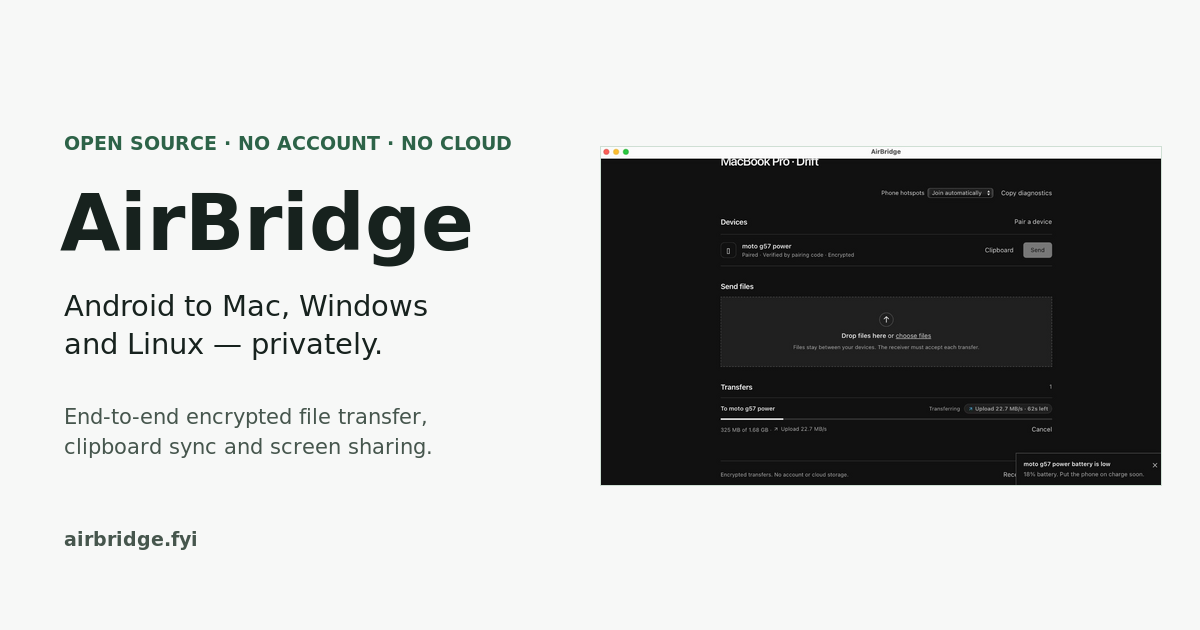 OPEN SOURCE · NO ACCOUNT · NO CLOUD
AirBridge
Android to Mac, Windows
and Linux — privately.
End-to-end encrypted file transfer,
clipboard sync and screen sharing.
airbridge.fyi
AirBridge
MacBook Pro · Drift
Phone hotspots Join automatically Copy diagnostics
Devices Pair a device
moto g57 power
Paired · Verified by pairing code · Encrypted
Clipboard Send
Send files
Drop files here or choose files
Files stay between your devices. The receiver must accept each transfer.
Transfers 1
To moto g57 power Transferring ↗ Upload 22.7 MB/s · 62s left
325 MB of 1.68 GB ↗ Upload 22.7 MB/s Cancel
Encrypted transfers. No account or cloud storage.
moto g57 power battery is low
18% battery. Put the phone on charge soon.